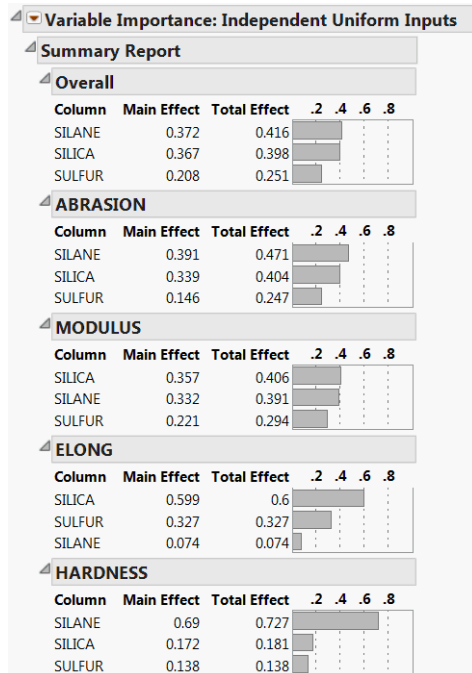 Variable Importance: Independent Uniform Inputs
Summary Report
Overall
Column Main Effect Total Effect .2 .4 .6 .8
SILANE 0.372 0.416
SILICA 0.367 0.398
SULFUR 0.208 0.251
ABRASION
Column Main Effect Total Effect .2 .4 .6 .8
SILANE 0.391 0.471
SILICA 0.339 0.404
SULFUR 0.146 0.247
MODULUS
Column Main Effect Total Effect .2 .4 .6 .8
SILICA 0.357 0.406
SILANE 0.332 0.391
SULFUR 0.221 0.294
ELONG
Column Main Effect Total Effect .2 .4 .6 .8
SILICA 0.599 0.6
SULFUR 0.327 0.327
SILANE 0.074 0.074
HARDNESS
Column Main Effect Total Effect .2 .4 .6 .8
SILANE 0.69 0.727
SILICA 0.172 0.181
SULFUR 0.138 0.138